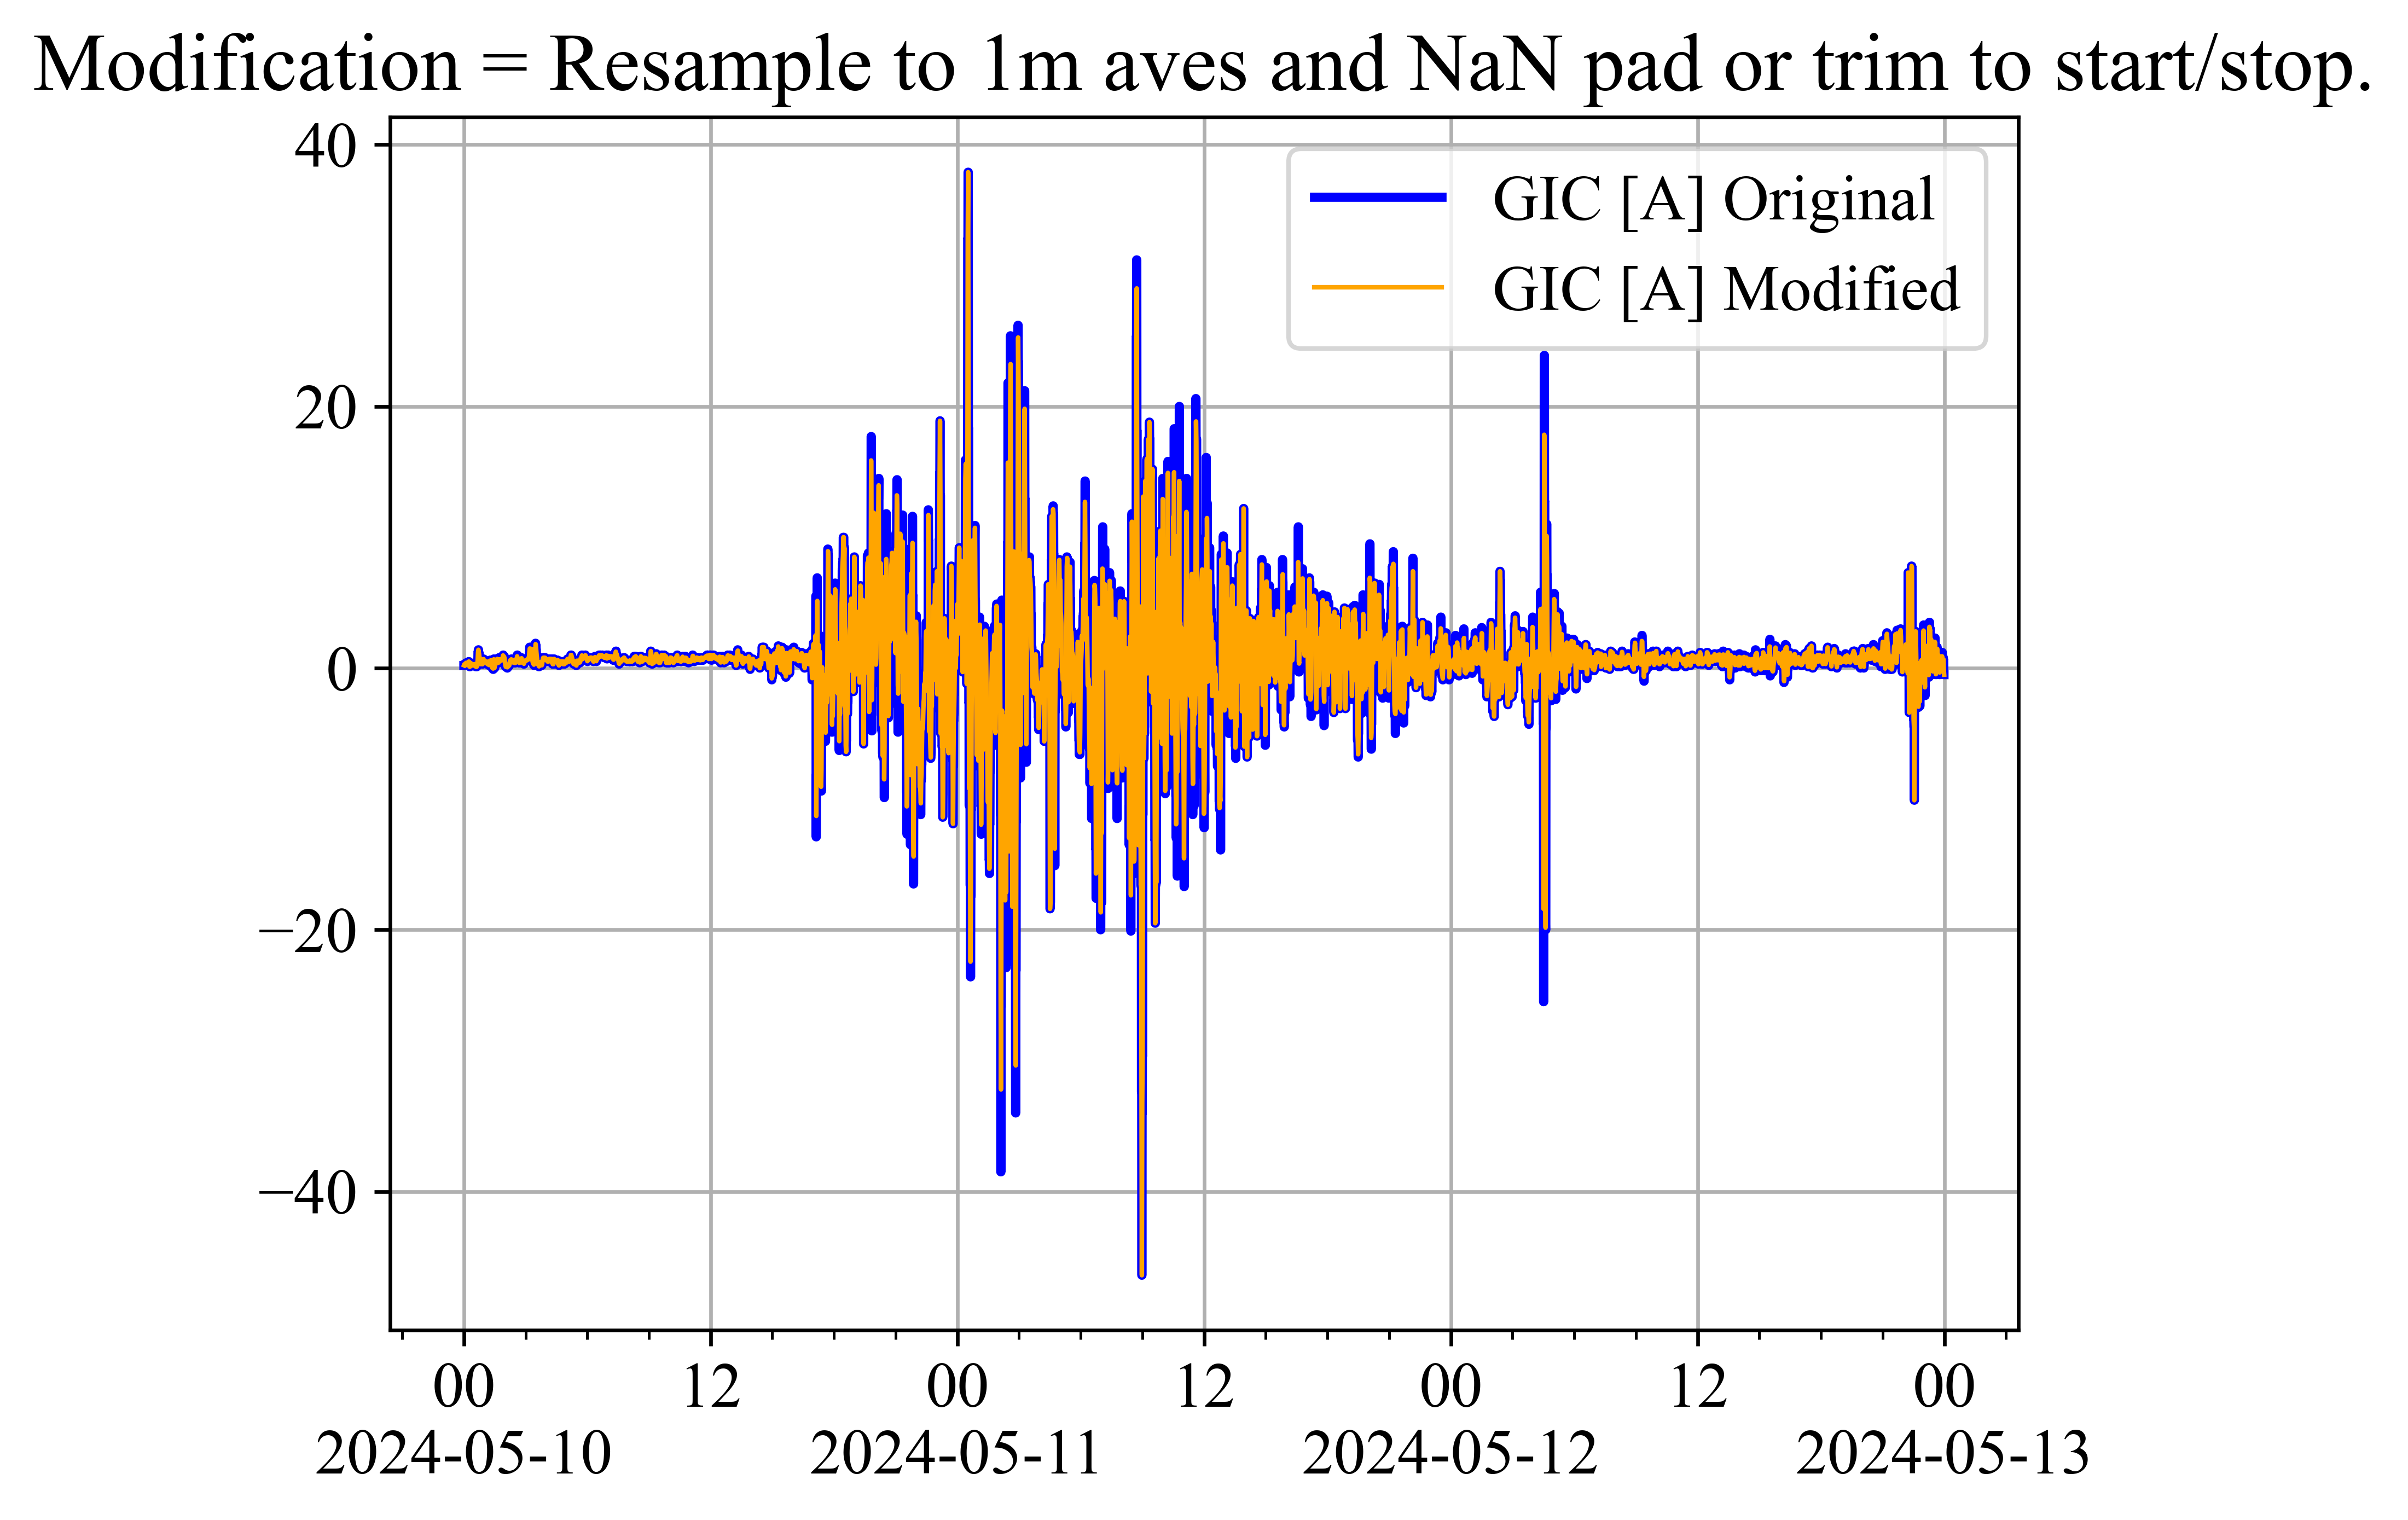 Modification = Resample to 1m aves and NaN pad or trim to start/stop.
GIC [A] Original
GIC [A] Modified
40
20
0
−20
−40
00 12 00 12 00 12 00
2024-05-10 2024-05-11 2024-05-12 2024-05-13